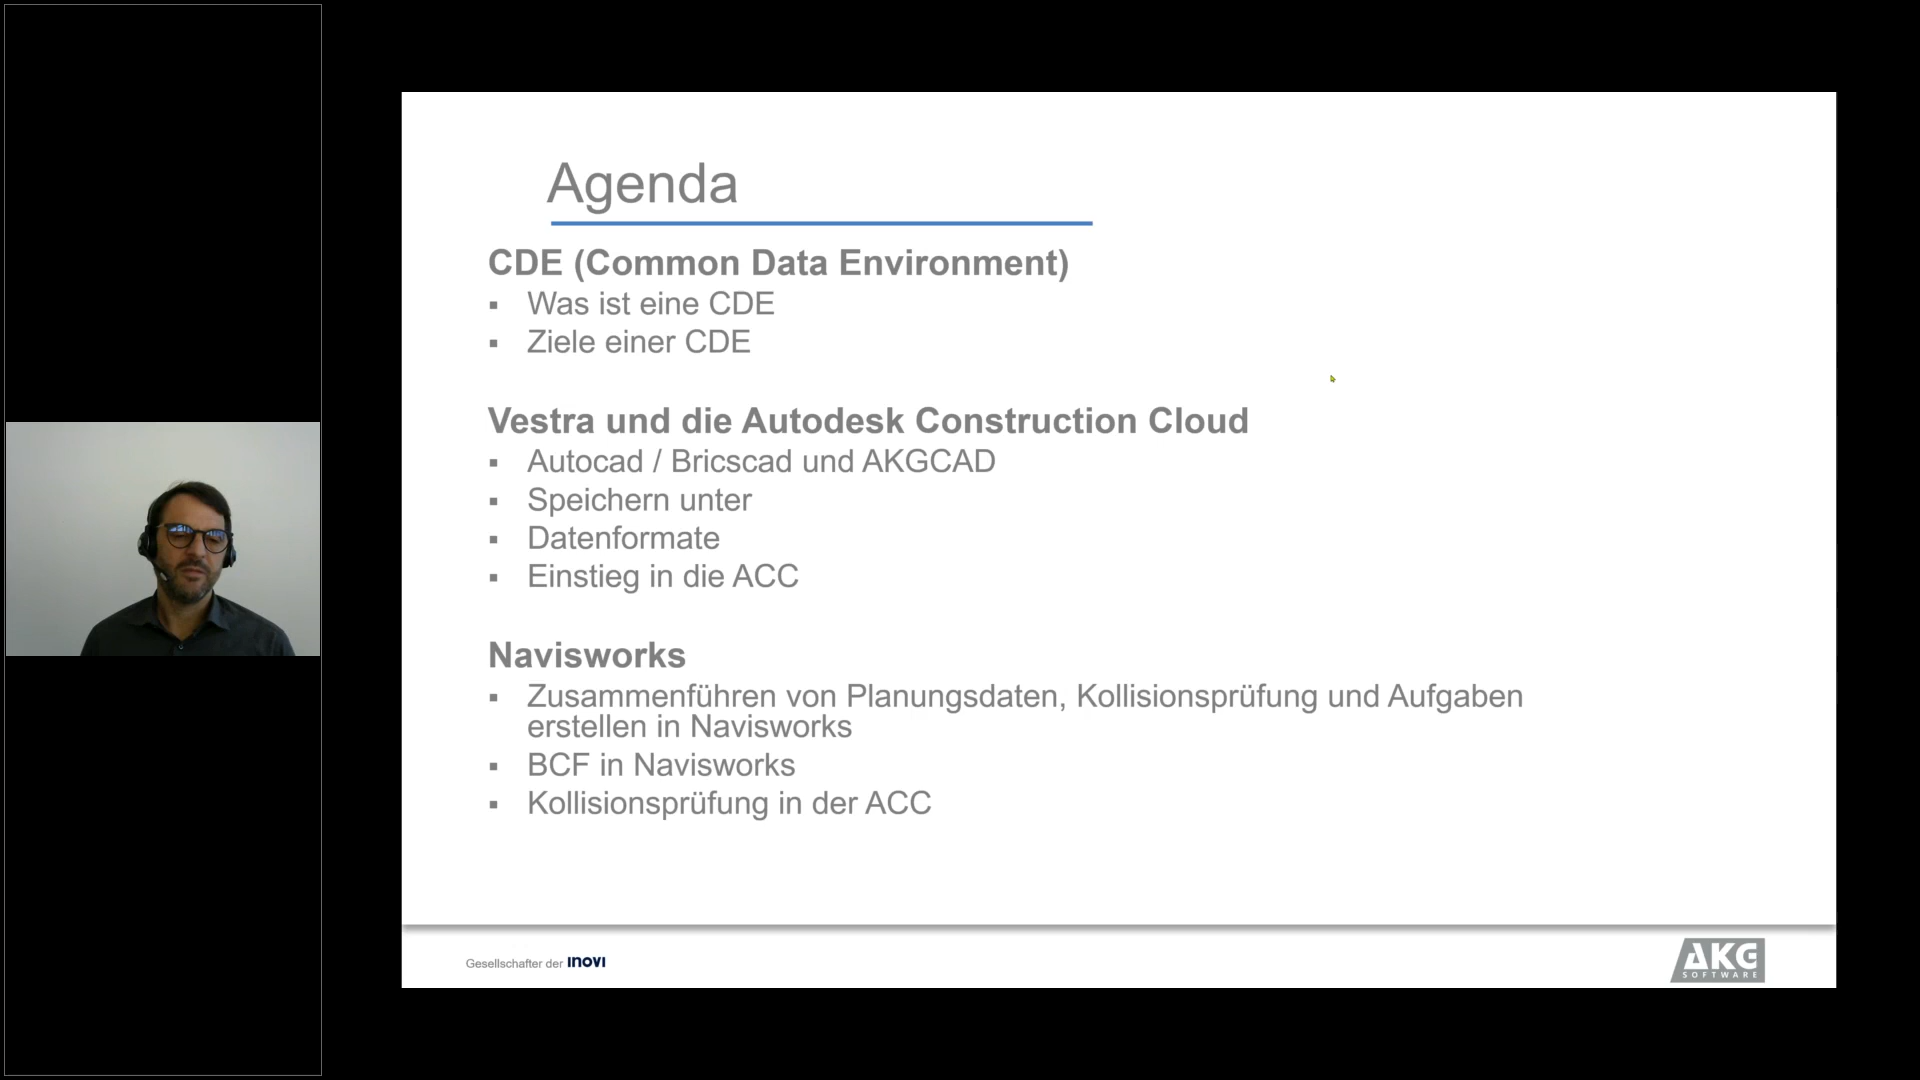 Agenda
CDE (Common Data Environment)
▪ Was ist eine CDE
▪ Ziele einer CDE
Vestra und die Autodesk Construction Cloud
▪ Autocad / Bricscad und AKGCAD
▪ Speichern unter
▪ Datenformate
▪ Einstieg in die ACC
Navisworks
▪ Zusammenführen von Planungsdaten, Kollisionsprüfung und Aufgaben
erstellen in Navisworks
▪ BCF in Navisworks
▪ Kollisionsprüfung in der ACC
Gesellschafter der INOVI
AKG
SOFTWARE